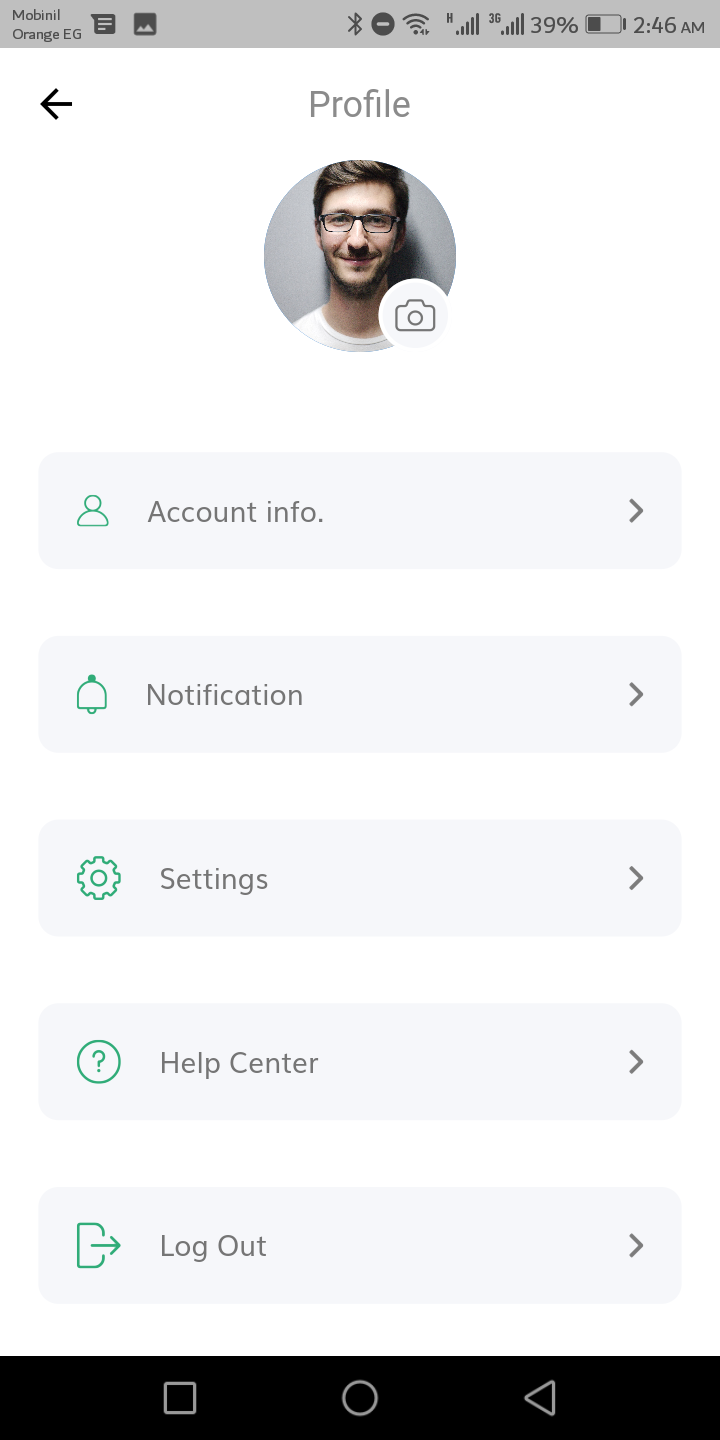 Mobinil
Orange EG
H 3G 39% 2:46 AM
Profile
Account info.
Notification
Settings
? Help Center
Log Out